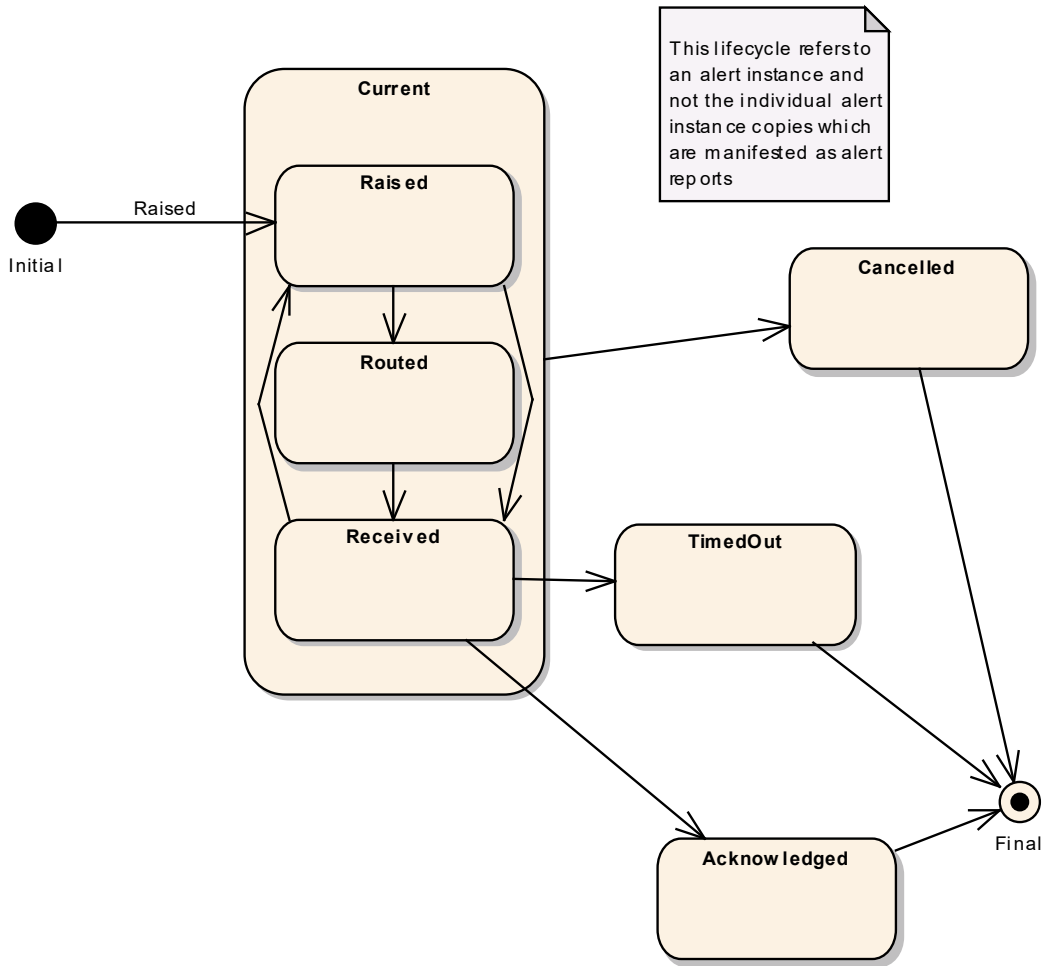 This lifecycle refers to
an alert instance and
not the individual alert
instance copies which
are manifested as alert
reports
Current
Raised
Raised
Initial
Cancelled
Routed
Received
TimedOut
Acknowledged
Final